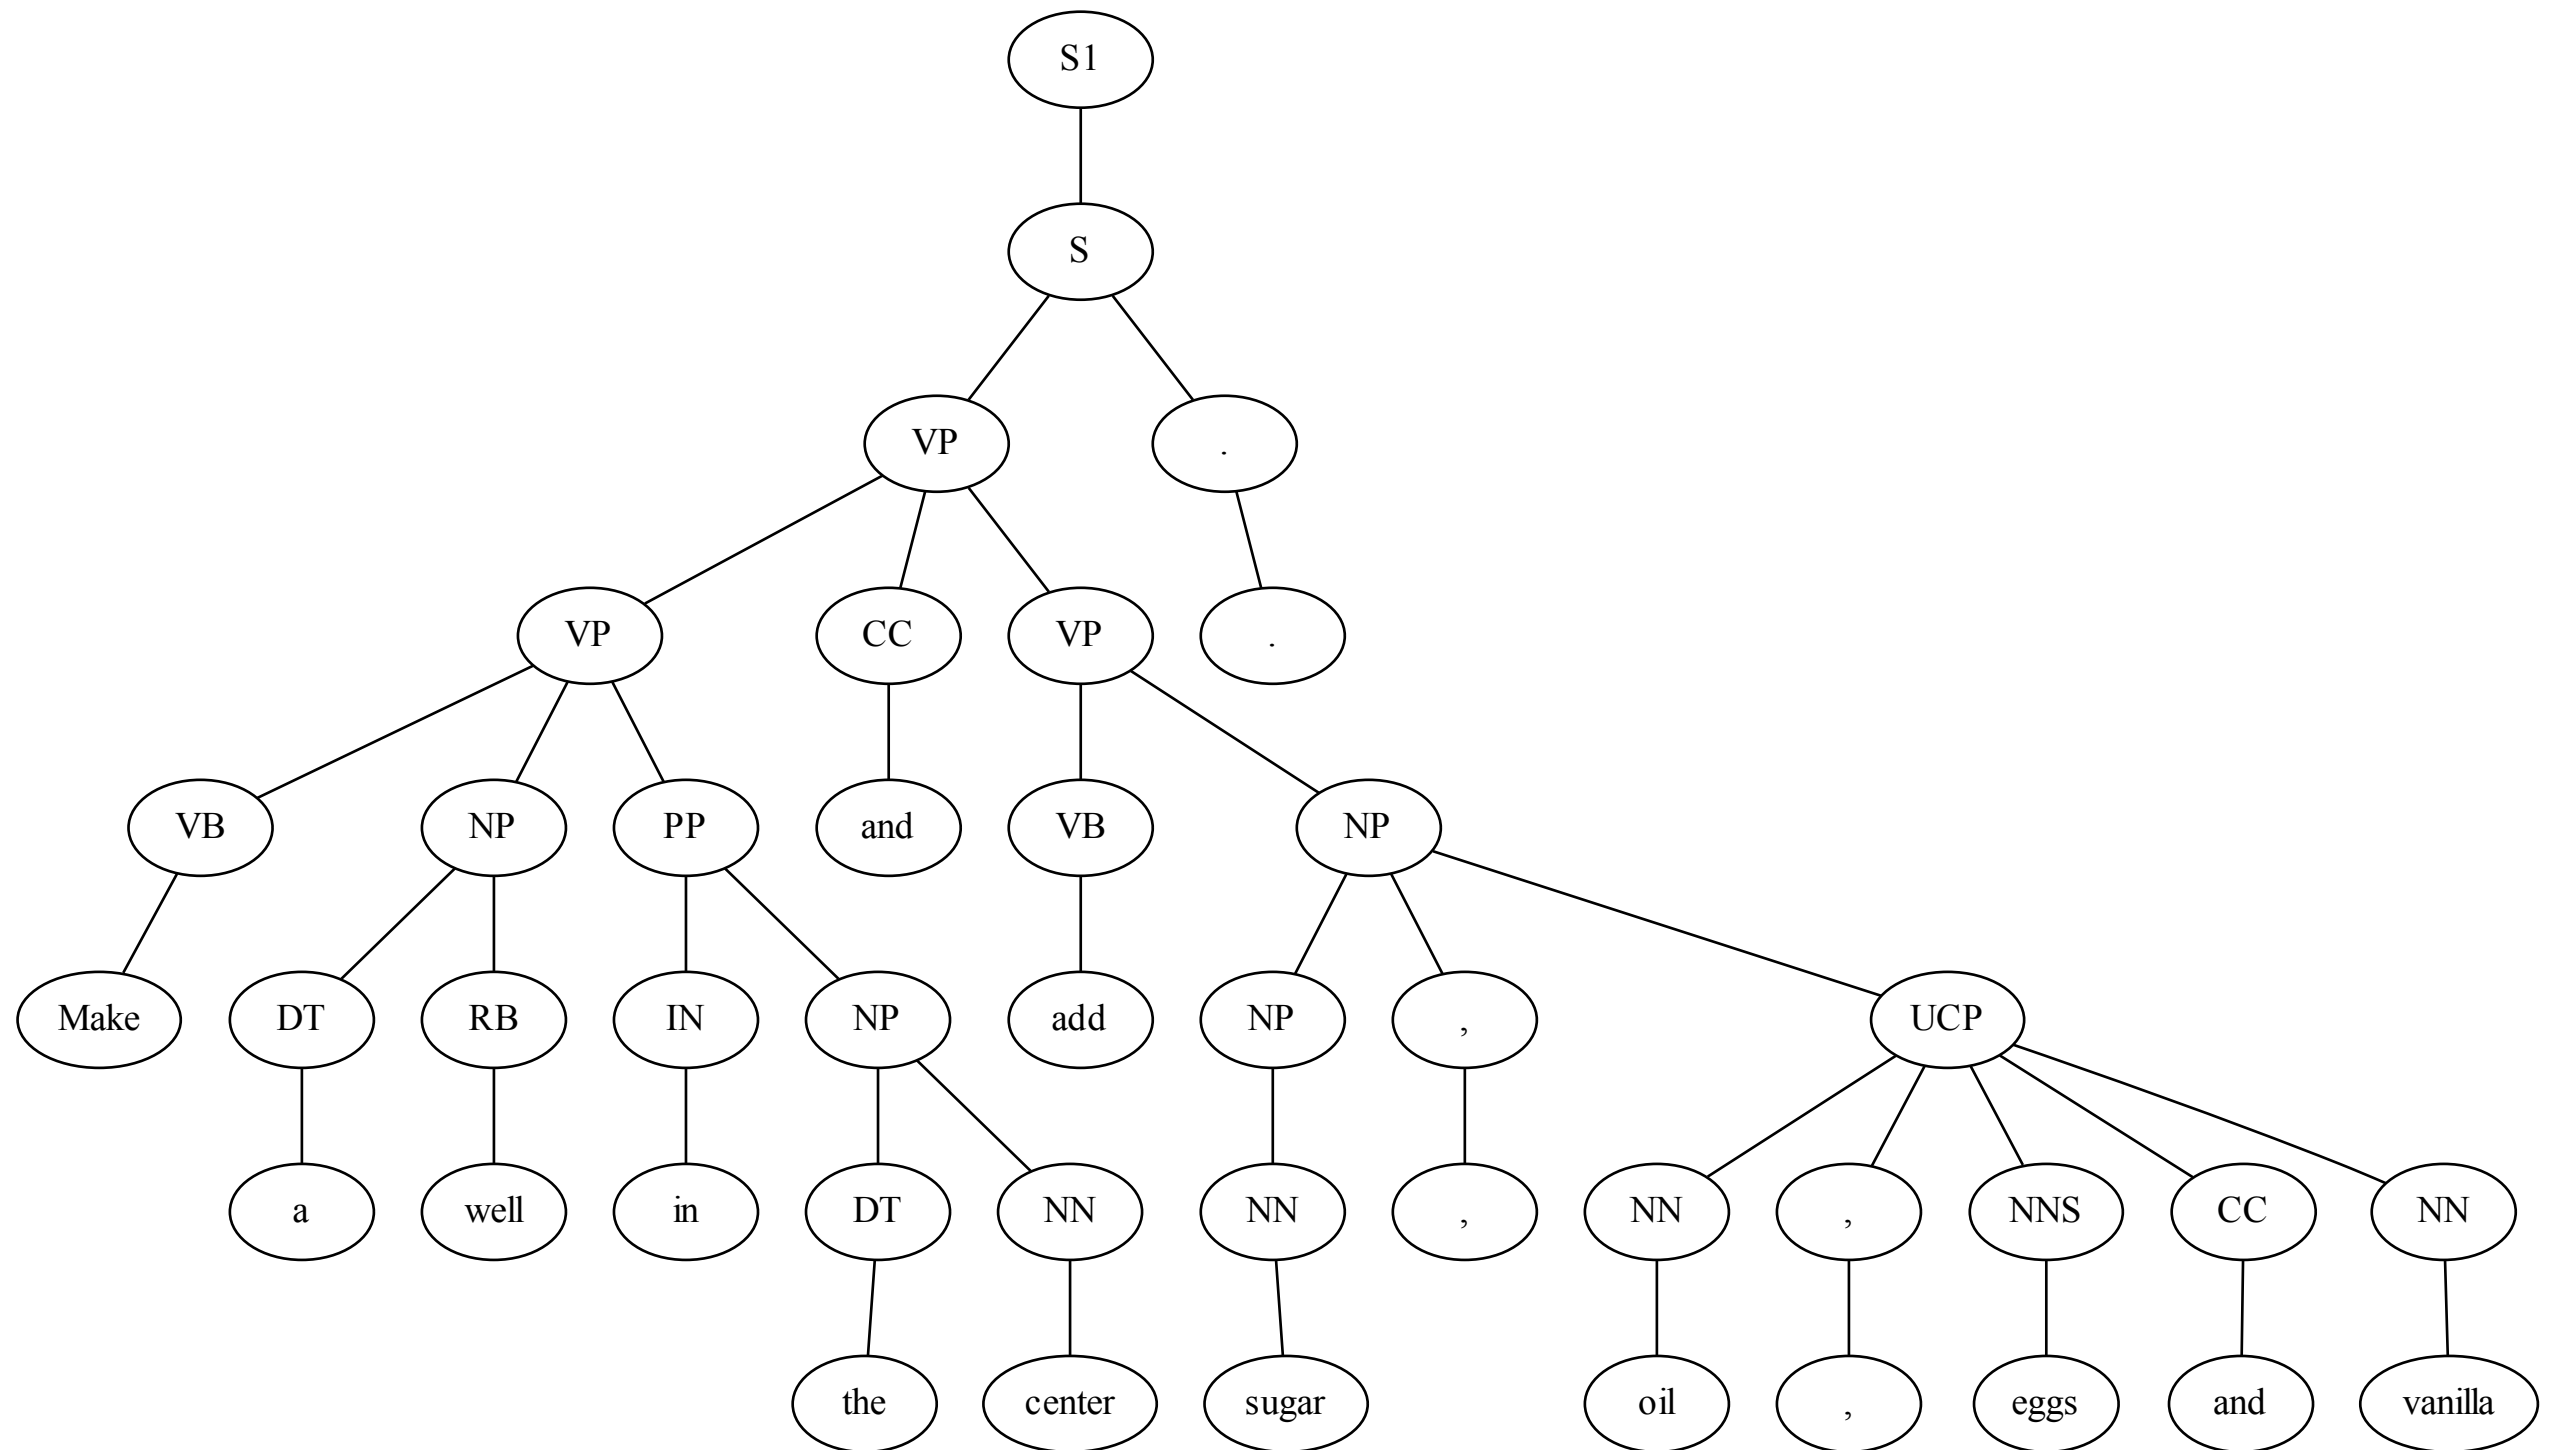 S1
S
VP .
VP CC VP .
VB NP PP and VB NP
Make DT RB IN NP add NP , UCP
a well in DT NN NN , NN , NNS CC NN
the center sugar oil , eggs and vanilla